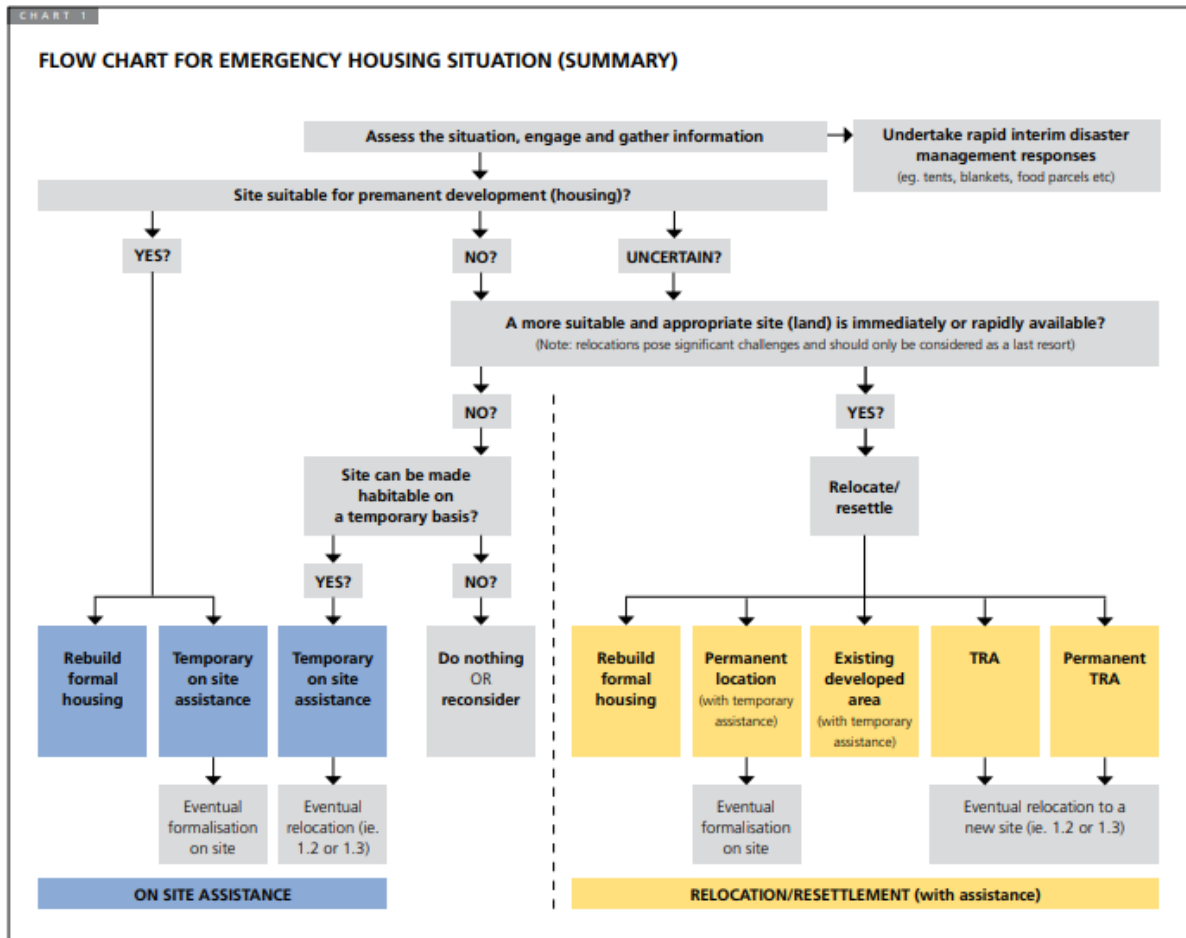 CHART 1
FLOW CHART FOR EMERGENCY HOUSING SITUATION (SUMMARY)
Assess the situation, engage and gather information
Undertake rapid interim disaster
management responses
(eg. tents, blankets, food parcels etc)
Site suitable for premanent development (housing)?
YES?
NO?
UNCERTAIN?
A more suitable and appropriate site (land) is immediately or rapidly available?
(Note: relocations pose significant challenges and should only be considered as a last resort)
NO?
YES?
Site can be made
habitable on
a temporary basis?
Relocate/
resettle
YES?
NO?
Rebuild
formal
housing
Temporary
on site
assistance
Temporary
on site
assistance
Do nothing
OR
reconsider
Rebuild
formal
housing
Permanent
location
(with temporary
assistance)
Existing
developed
area
(with temporary
assistance)
TRA
Permanent
TRA
Eventual
formalisation
on site
Eventual
relocation (ie.
1.2 or 1.3)
Eventual
formalisation
on site
Eventual relocation to a
new site (ie. 1.2 or 1.3)
ON SITE ASSISTANCE
RELOCATION/RESETTLEMENT (with assistance)